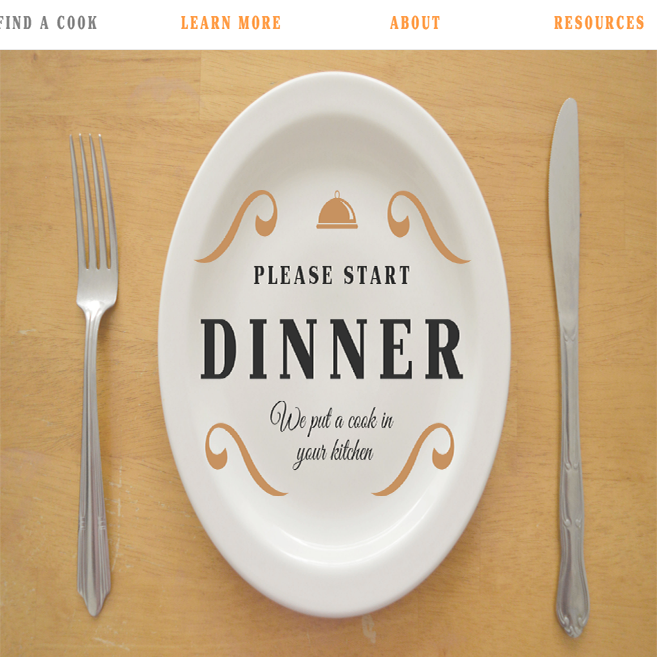 FIND A COOK LEARN MORE ABOUT RESOURCES
PLEASE START
DINNER
We put a cook in
your kitchen